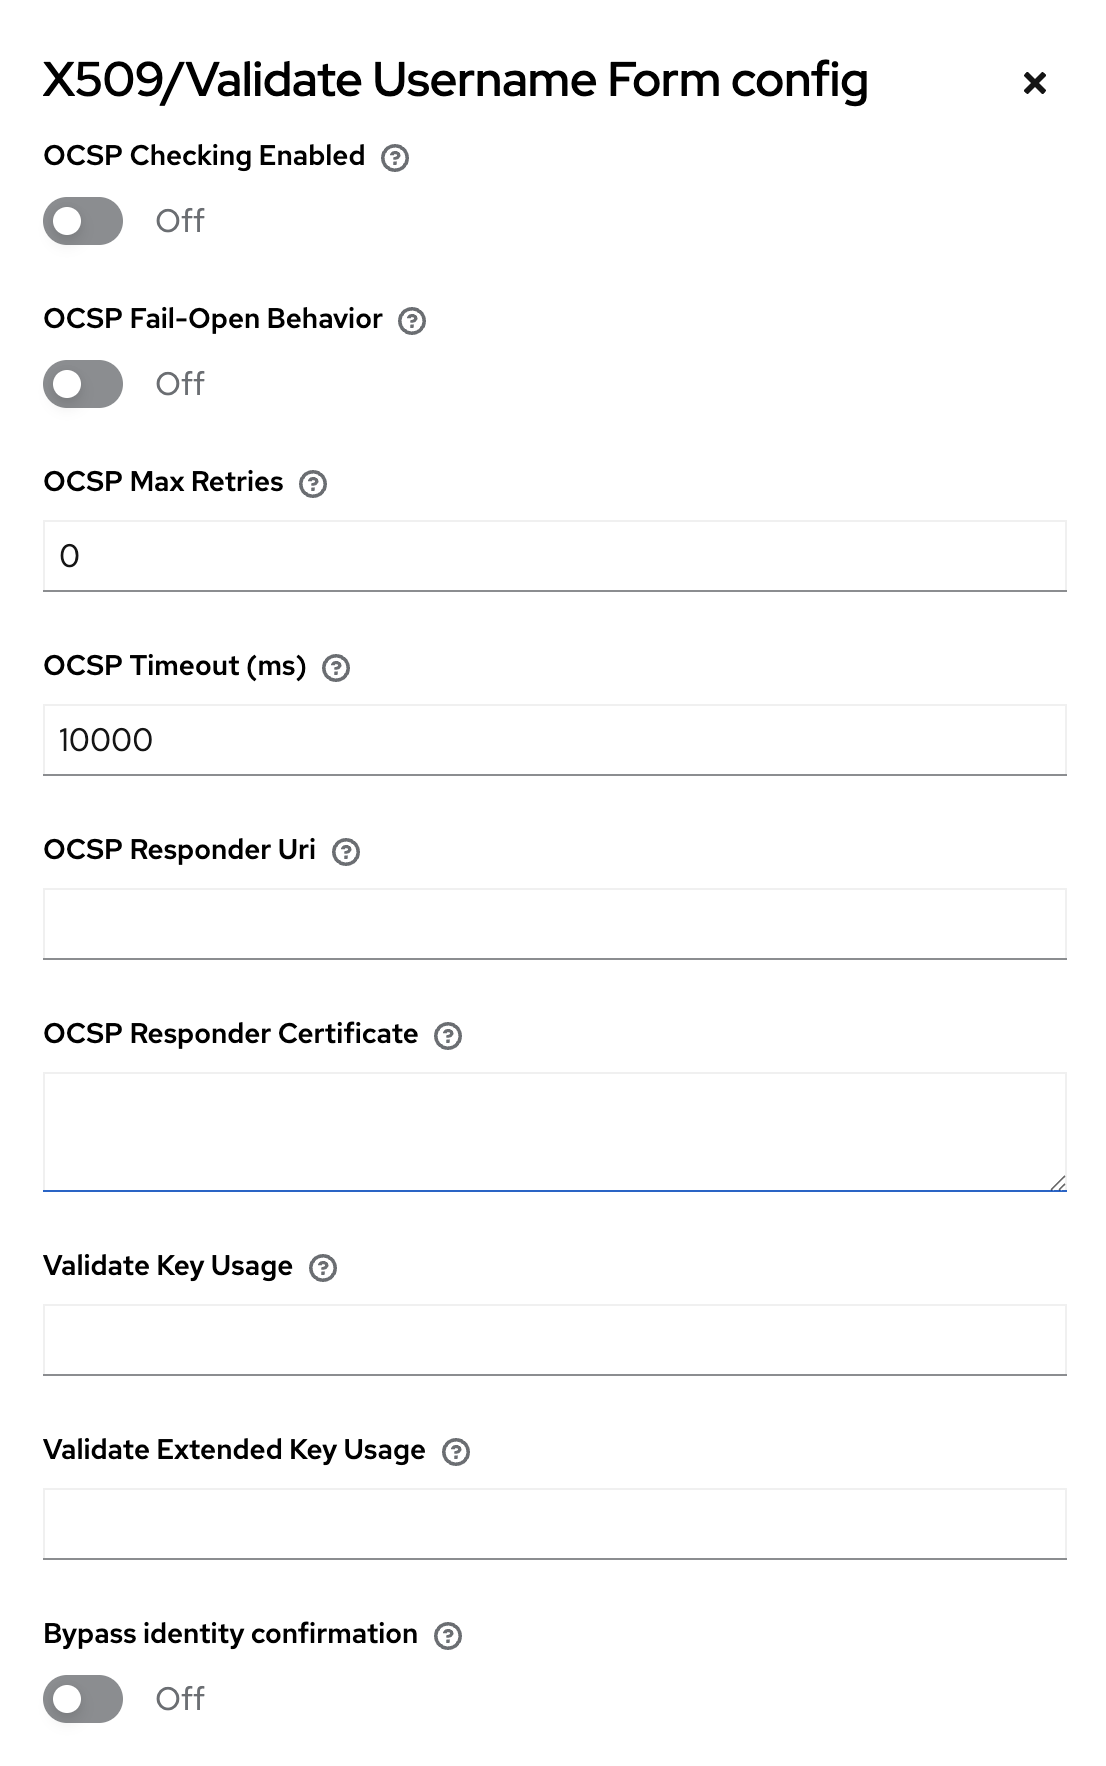 X509/Validate Username Form config
OCSP Checking Enabled
Off
OCSP Fail-Open Behavior
Off
OCSP Max Retries
0
OCSP Timeout (ms)
10000
OCSP Responder Uri
OCSP Responder Certificate
Validate Key Usage
Validate Extended Key Usage
Bypass identity confirmation
Off